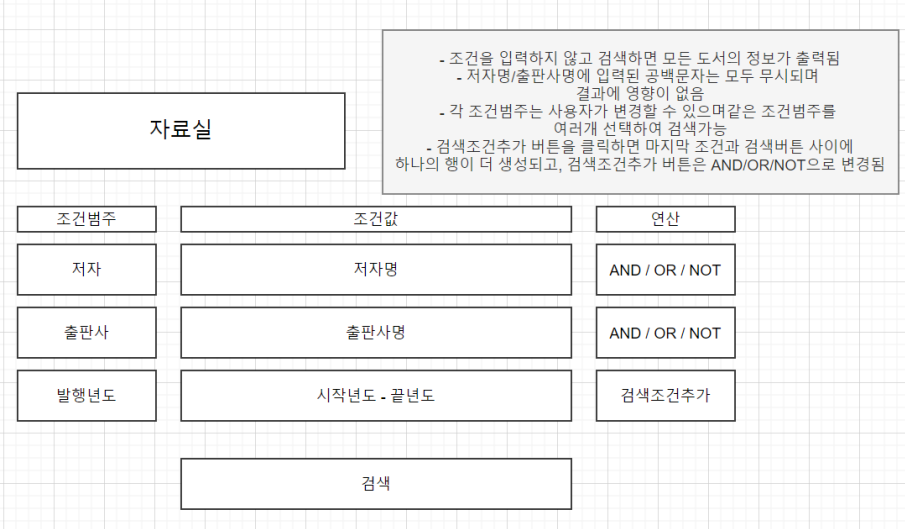 - 조건을 입력하지 않고 검색하면 모든 도서의 정보가 출력됨
- 저자명/출판사명에 입력된 공백문자는 모두 무시되며
결과에 영향이 없음
- 각 조건범주는 사용자가 변경할 수 있으며같은 조건범주를
여러개 선택하여 검색가능
- 검색조건추가 버튼을 클릭하면 마지막 조건과 검색버튼 사이에
하나의 행이 더 생성되고, 검색조건추가 버튼은 AND/OR/NOT으로 변경됨
자료실
조건범주 조건값 연산
저자 저자명 AND / OR / NOT
출판사 출판사명 AND / OR / NOT
발행년도 시작년도 - 끝년도 검색조건추가
검색